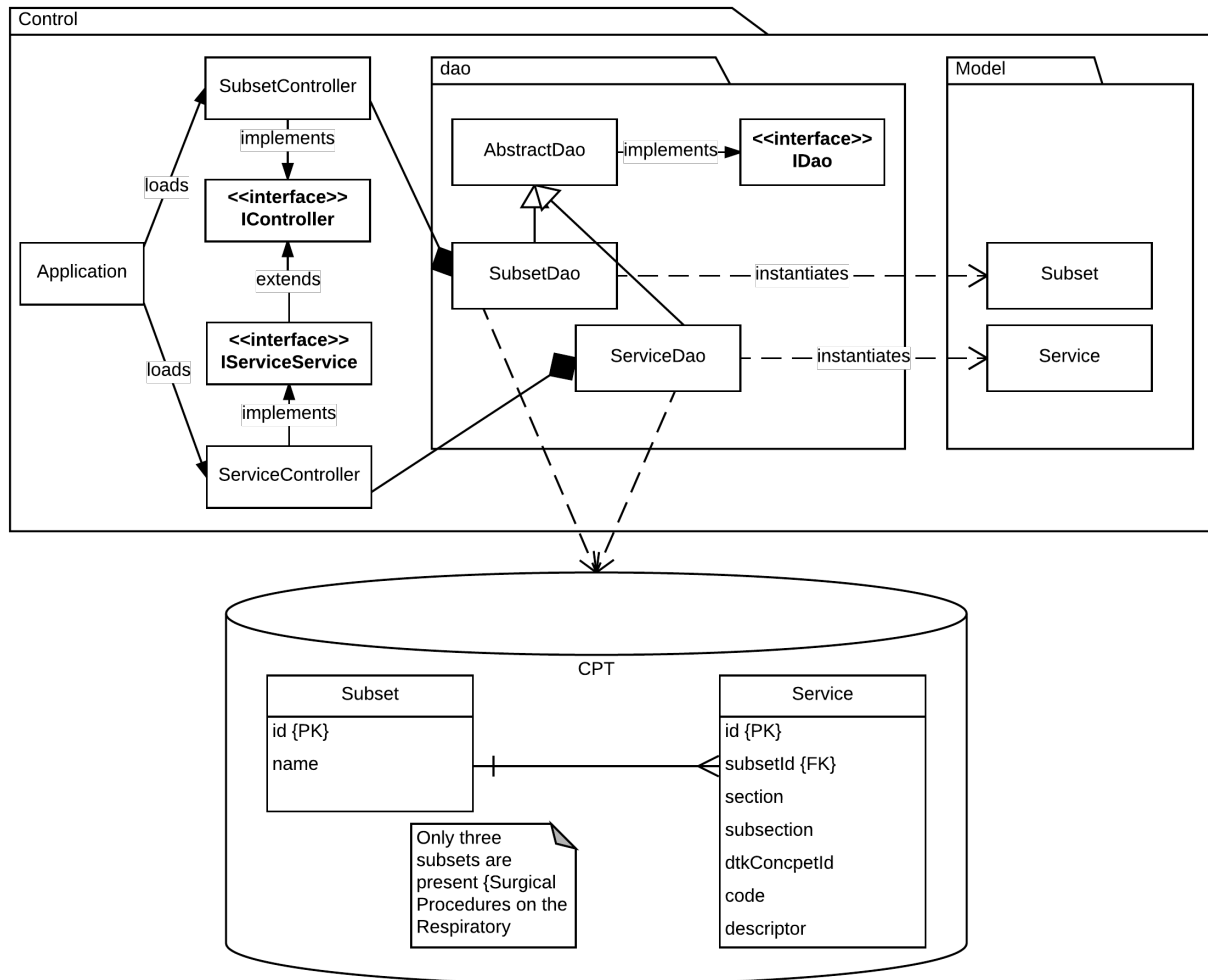 Control
SubsetController
implements
<<interface>>
IController
loads
Application
extends
<<interface>>
IServiceService
loads
implements
ServiceController
dao
AbstractDao
implements
<<interface>>
IDao
SubsetDao
instantiates
ServiceDao
instantiates
Model
Subset
Service
CPT
Subset
id {PK}
name
Service
id {PK}
subsetId {FK}
section
subsection
dtkConcpetId
code
descriptor
Only three
subsets are
present {Surgical
Procedures on the
Respiratory